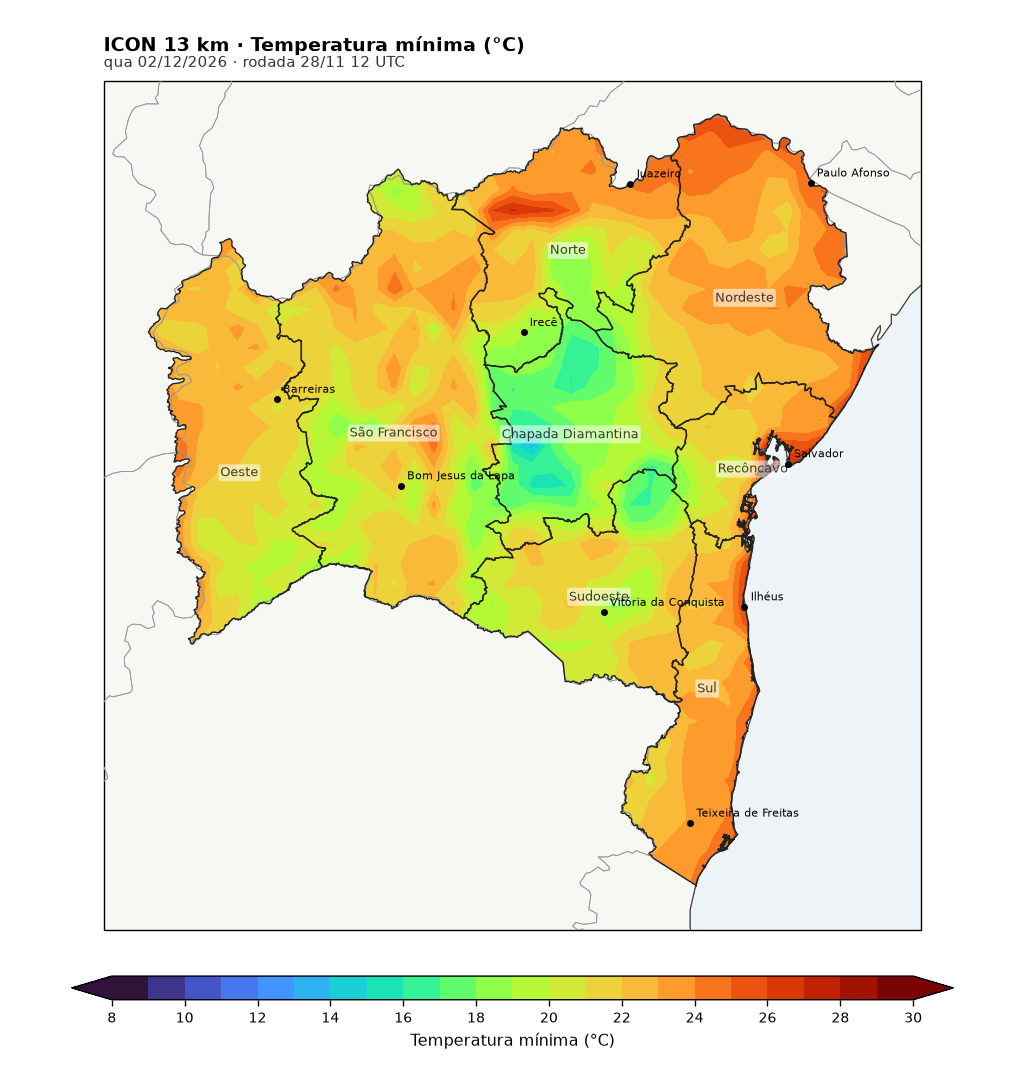 ICON 13 km · Temperatura mínima (°C)
qua 02/12/2026 · rodada 28/11 12 UTC
Juazeiro
Paulo Afonso
Norte
Nordeste
Irecê
Barreiras
São Francisco
Chapada Diamantina
Salvador
Recôncavo
Oeste
Bom Jesus da Lapa
Sudoeste
Ilhéus
Vitória da Conquista
Sul
Teixeira de Freitas
8 10 12 14 16 18 20 22 24 26 28 30
Temperatura mínima (°C)